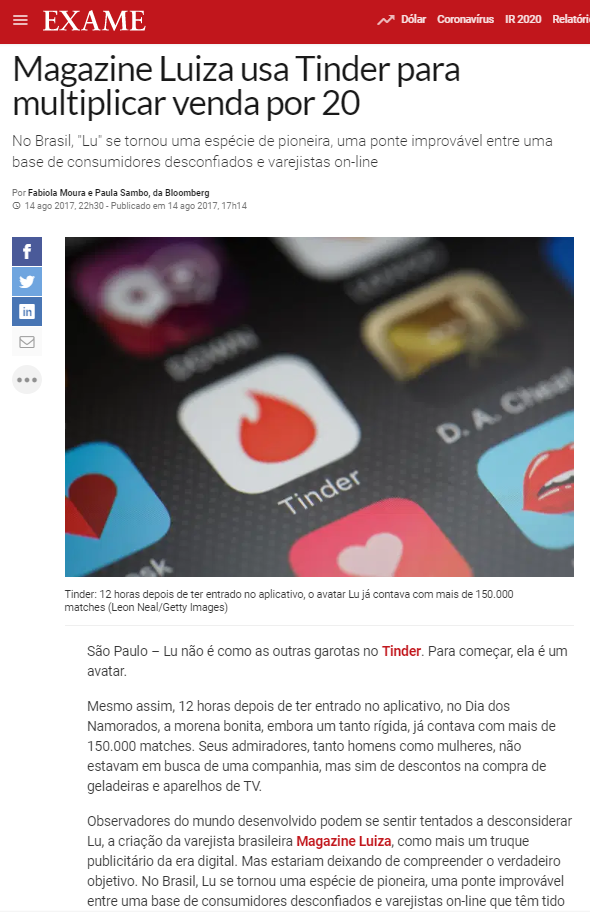 EXAME
Dólar Coronavírus IR 2020
Magazine Luiza usa Tinder para
multiplicar venda por 20
No Brasil, "Lu" se tornou uma espécie de pioneira, uma ponte improvável entre uma
base de consumidores desconfiados e varejistas on-line
Por Fabiola Moura e Paula Sambo, da Bloomberg
14 ago 2017, 22h30 - Publicado em 14 ago 2017, 17h14
f
in
DOWN
D. A. Cheat
Tinder
Tinder: 12 horas depois de ter entrado no aplicativo, o avatar Lu já contava com mais de 150.000
matches (Leon Neal/Getty Images)
São Paulo – Lu não é como as outras garotas no Tinder. Para começar, ela é um
avatar.
Mesmo assim, 12 horas depois de ter entrado no aplicativo, no Dia dos
Namorados, a morena bonita, embora um tanto rígida, já contava com mais de
150.000 matches. Seus admiradores, tanto homens como mulheres, não
estavam em busca de uma companhia, mas sim de descontos na compra de
geladeiras e aparelhos de TV.
Observadores do mundo desenvolvido podem se sentir tentados a desconsiderar
Lu, a criação da varejista brasileira Magazine Luiza, como mais um truque
publicitário da era digital. Mas estariam deixando de compreender o verdadeiro
objetivo. No Brasil, Lu se tornou uma espécie de pioneira, uma ponte improvável
entre uma base de consumidores desconfiados e varejistas on-line que têm tido